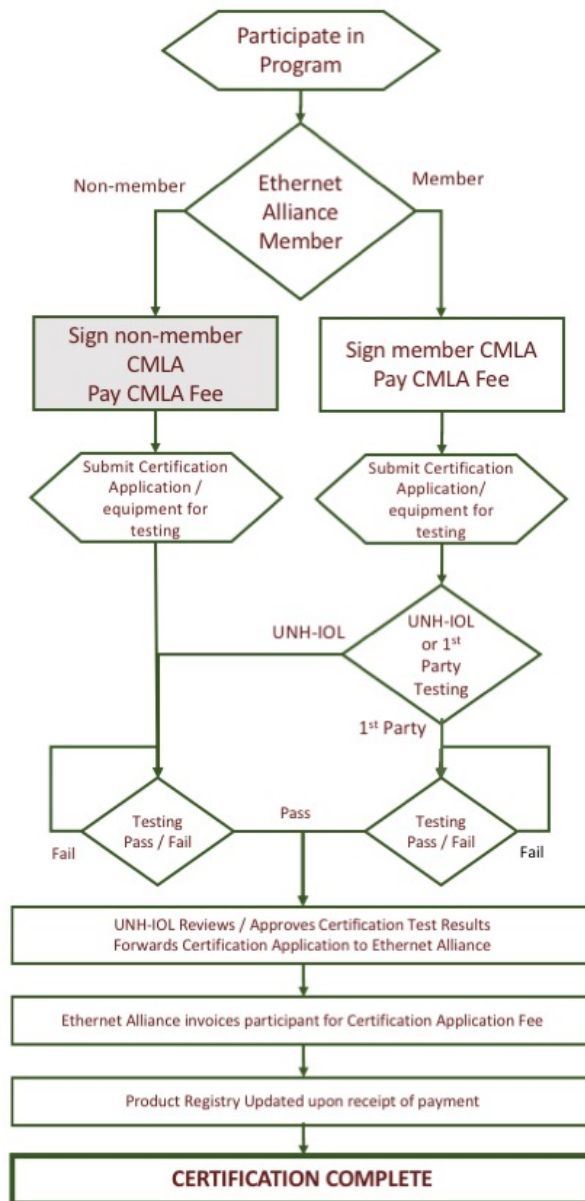 Participate in
Program
Non-member
Member
Ethernet
Alliance
Member
Sign non-member
CMLA
Pay CMLA Fee
Sign member CMLA
Pay CMLA Fee
Submit Certification
Application /
equipment for
testing
Submit Certification
Application/
equipment for
testing
UNH-IOL
UNH-IOL
or 1st
Party
Testing
1st Party
Testing
Pass / Fail
Pass
Testing
Pass / Fail
Fail
Fail
UNH-IOL Reviews / Approves Certification Test Results
Forwards Certification Application to Ethernet Alliance
Ethernet Alliance invoices participant for Certification Application Fee
Product Registry Updated upon receipt of payment
CERTIFICATION COMPLETE